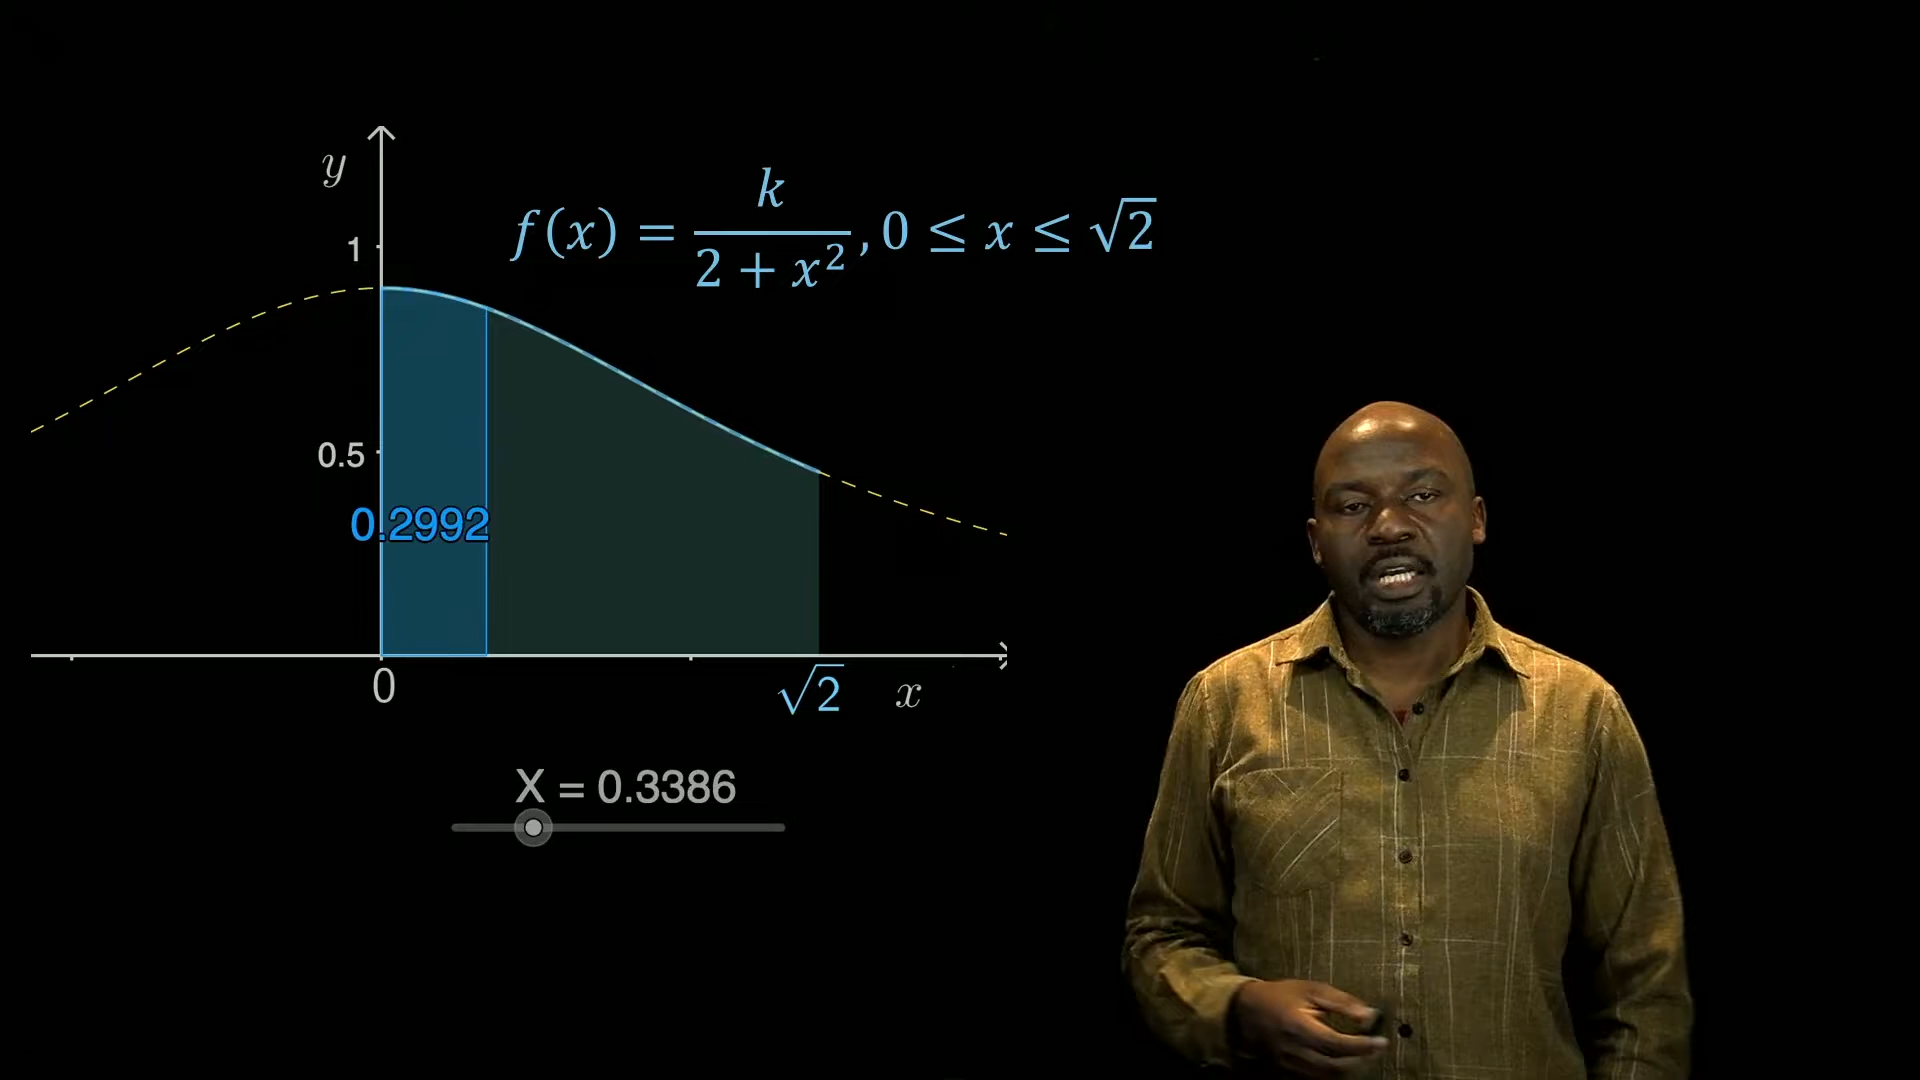 y
f(x) = k / (2 + x²), 0 ≤ x ≤ √2
1
0.5
0.2992
0
√2
x
X = 0.3386